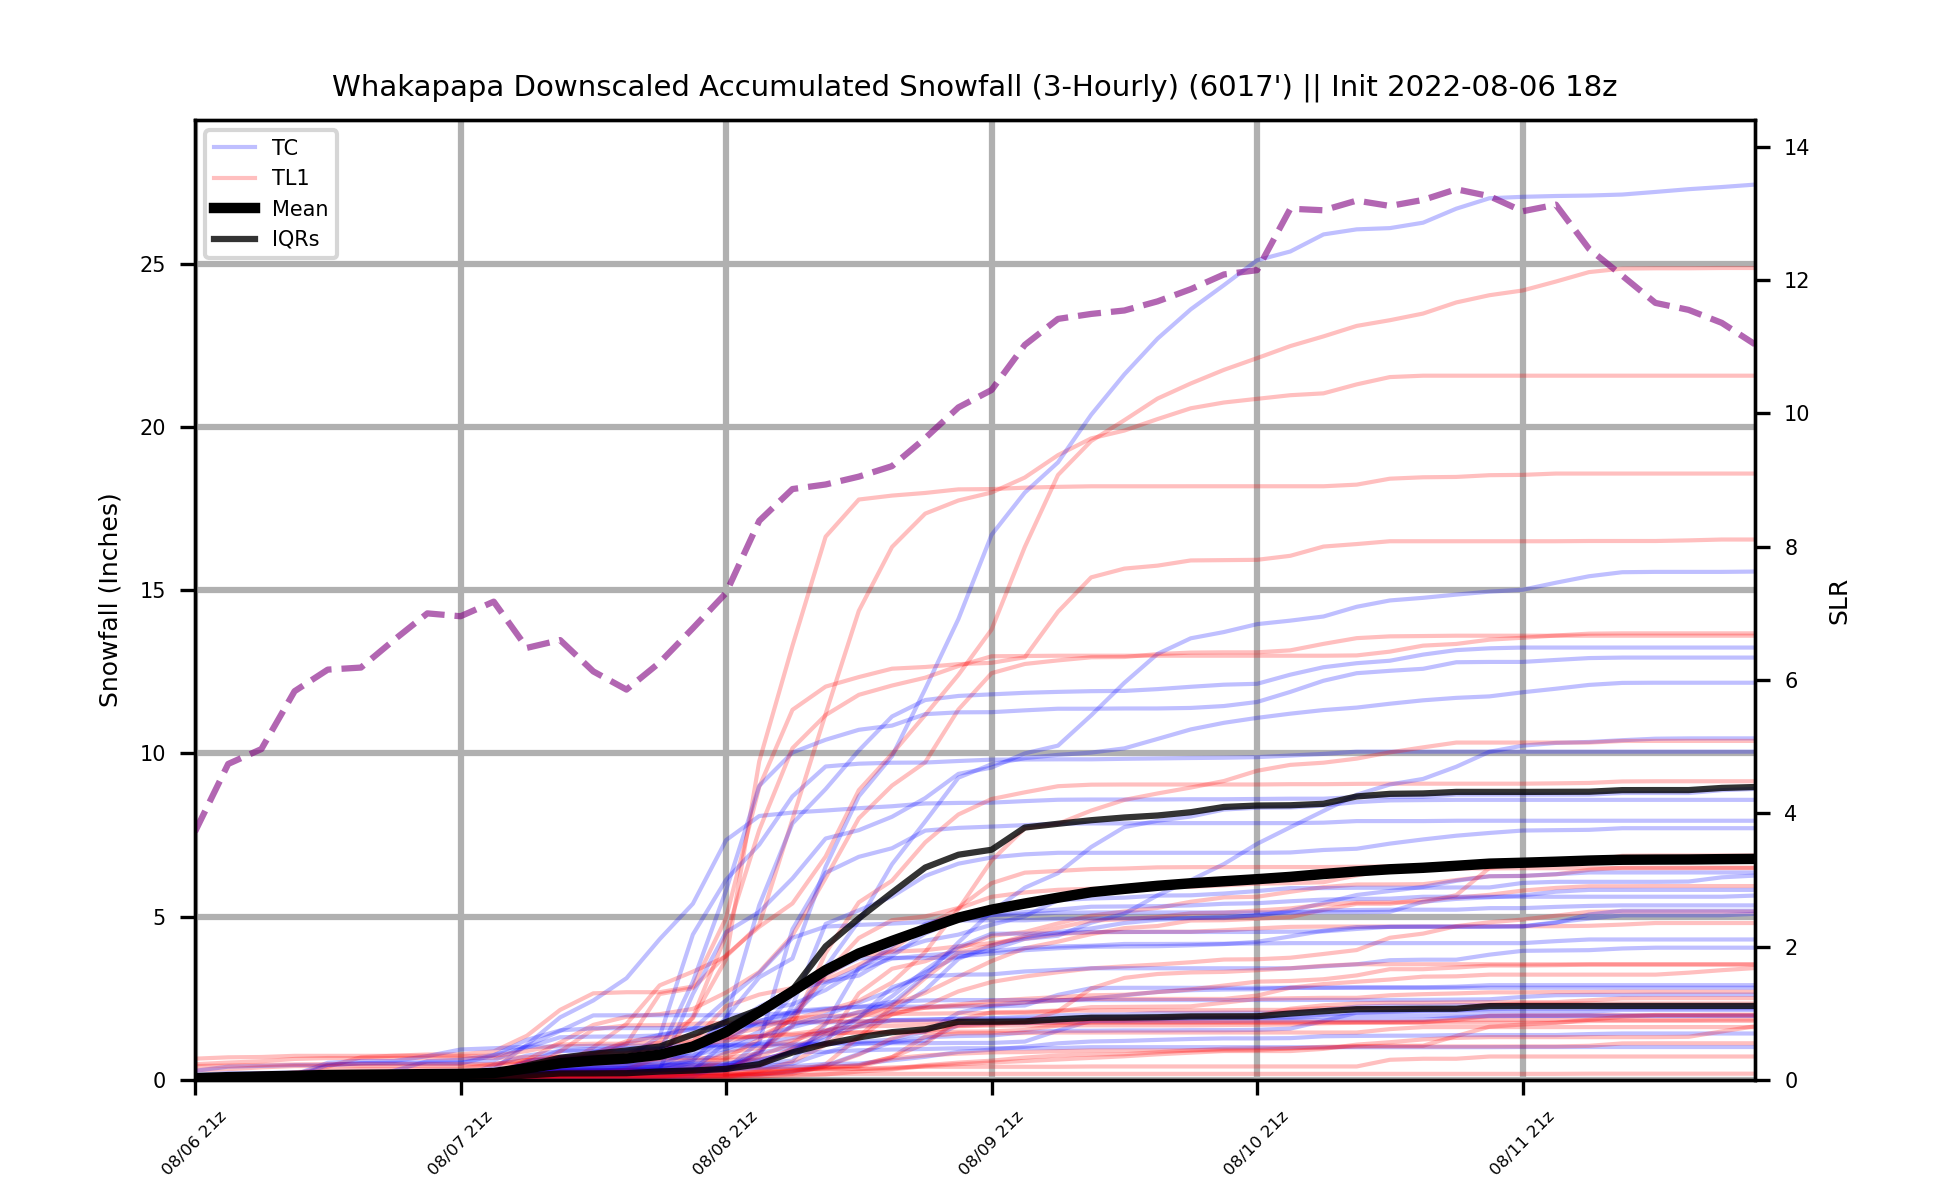 Whakapapa Downscaled Accumulated Snowfall (3-Hourly) (6017') || Init 2022-08-06 18z
TC
TL1
Mean
IQRs
Snowfall (Inches)
25
20
15
10
5
0
SLR
14
12
10
8
6
4
2
0
08/06 21z
08/07 21z
08/08 21z
08/09 21z
08/10 21z
08/11 21z